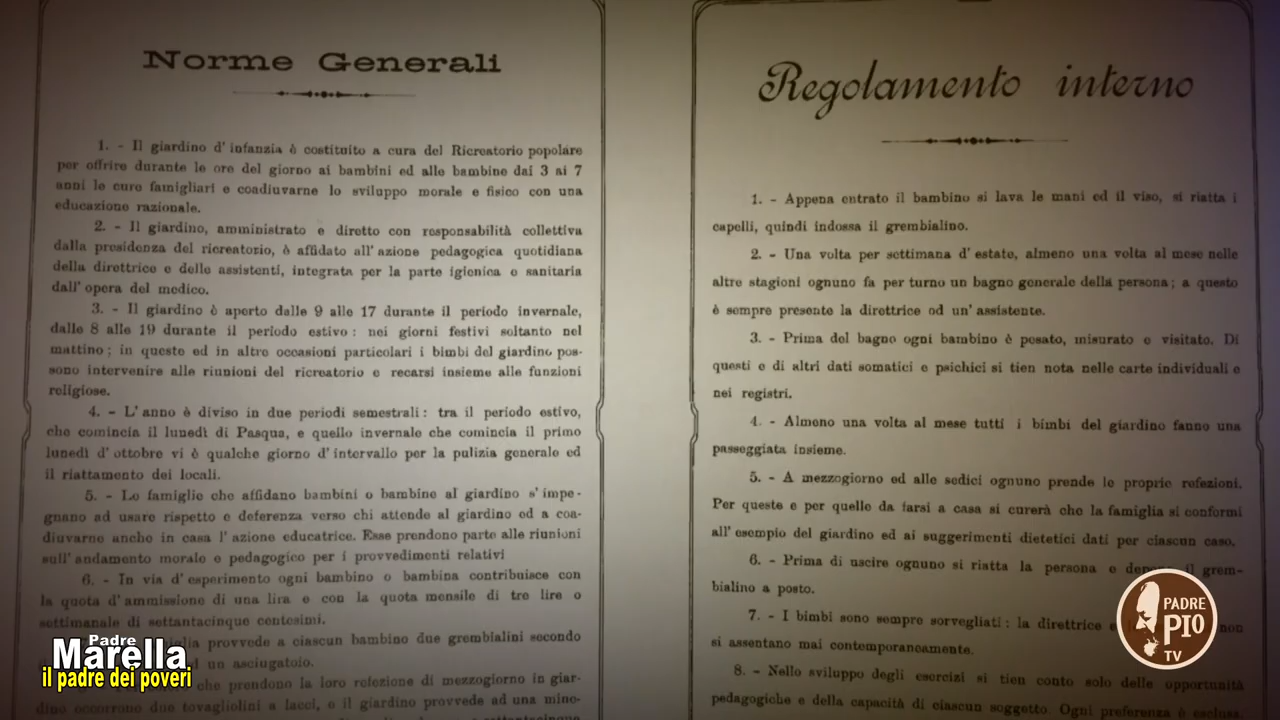 Norme Generali
1. - Il giardino d' infanzia è costituito a cura del Ricreatorio popolare
per offrire durante le ore del giorno ai bambini ed alle bambine dai 3 ai 7
anni le cure famigliari e coadiuvarne lo sviluppo morale e fisico con una
educazione razionale.
2. - Il giardino, amministrato e diretto con responsabilità collettiva
dalla presidenza del ricreatorio, è affidato all' azione pedagogica quotidiana
della direttrice e delle assistenti, integrata per la parte igienica e sanitaria
dall' opera del medico.
3. - Il giardino è aperto dalle 9 alle 17 durante il periodo invernale,
dalle 8 alle 19 durante il periodo estivo: nei giorni festivi soltanto nel
mattino; in queste ed in altre occasioni particolari i bimbi del giardino pos-
sono intervenire alle riunioni del ricreatorio e recarsi insieme alle funzioni
religiose.
4. - L' anno è diviso in due periodi semestrali: tra il periodo estivo,
che comincia il lunedì di Pasqua, e quello invernale che comincia il primo
lunedì d' ottobre vi è qualche giorno d' intervallo per la pulizia generale ed
il riattamento dei locali.
5. - Le famiglie che affidano bambini o bambine al giardino s' impe-
gnano ad usare rispetto e deferenza verso chi attende al giardino ed a coa-
diuvarne anche in casa l' azione educatrice. Esse prendono parte alle riunioni
sull' andamento morale e pedagogico per i provvedimenti relativi
6. - In via d' esperimento ogni bambino o bambina contribuisce con
la quota d' ammissione di una lira e con la quota mensile di tre lire o
settimanale di settantacinque centesimi.
provvede a ciascun bambino due grembialini secondo
ed un asciugatoio.
che prendono la loro refezione di mezzogiorno in giar-
dino occorrono due tovagliolini a lacci, e il giardino provvede ad una mine-
Regolamento interno
1. - Appena entrato il bambino si lava le mani ed il viso, si riatta i
capelli, quindi indossa il grembialino.
2. - Una volta per settimana d' estate, almeno una volta al mese nelle
altre stagioni ognuno fa per turno un bagno generale della persona; a questo
è sempre presente la direttrice od un' assistente.
3. - Prima del bagno ogni bambino è pesato, misurato e visitato. Di
questi e di altri dati somatici e psichici si tien nota nelle carte individuali e
nei registri.
4. - Almeno una volta al mese tutti i bimbi del giardino fanno una
passeggiata insieme.
5. - A mezzogiorno ed alle sedici ognuno prende le proprie refezioni.
Per queste e per quelle da farsi a casa si curerà che la famiglia si conformi
all' esempio del giardino ed ai suggerimenti dietetici dati per ciascun caso.
6. - Prima di uscire ognuno si riatta la persona e depone il grem-
bialino a posto.
7. - I bimbi sono sempre sorvegliati: la direttrice e non
si assentano mai contemporaneamente.
8. - Nello sviluppo degli esercizi si tien conto solo delle opportunità
pedagogiche e della capacità di ciascun soggetto. Ogni preferenza è esclusa.
Padre
Marella
il padre dei poveri
PADRE
PIO
TV